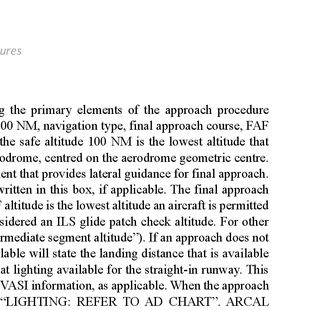 ures
g the primary elements of the approach procedure
00 NM, navigation type, final approach course, FAF
the safe altitude 100 NM is the lowest altitude that
odrome, centred on the aerodrome geometric centre.
ent that provides lateral guidance for final approach.
written in this box, if applicable. The final approach
altitude is the lowest altitude an aircraft is permitted
sidered an ILS glide patch check altitude. For other
rmediate segment altitude”). If an approach does not
lable will state the landing distance that is available
at lighting available for the straight-in runway. This
VASI information, as applicable. When the approach
“LIGHTING: REFER TO AD CHART”. ARCAL